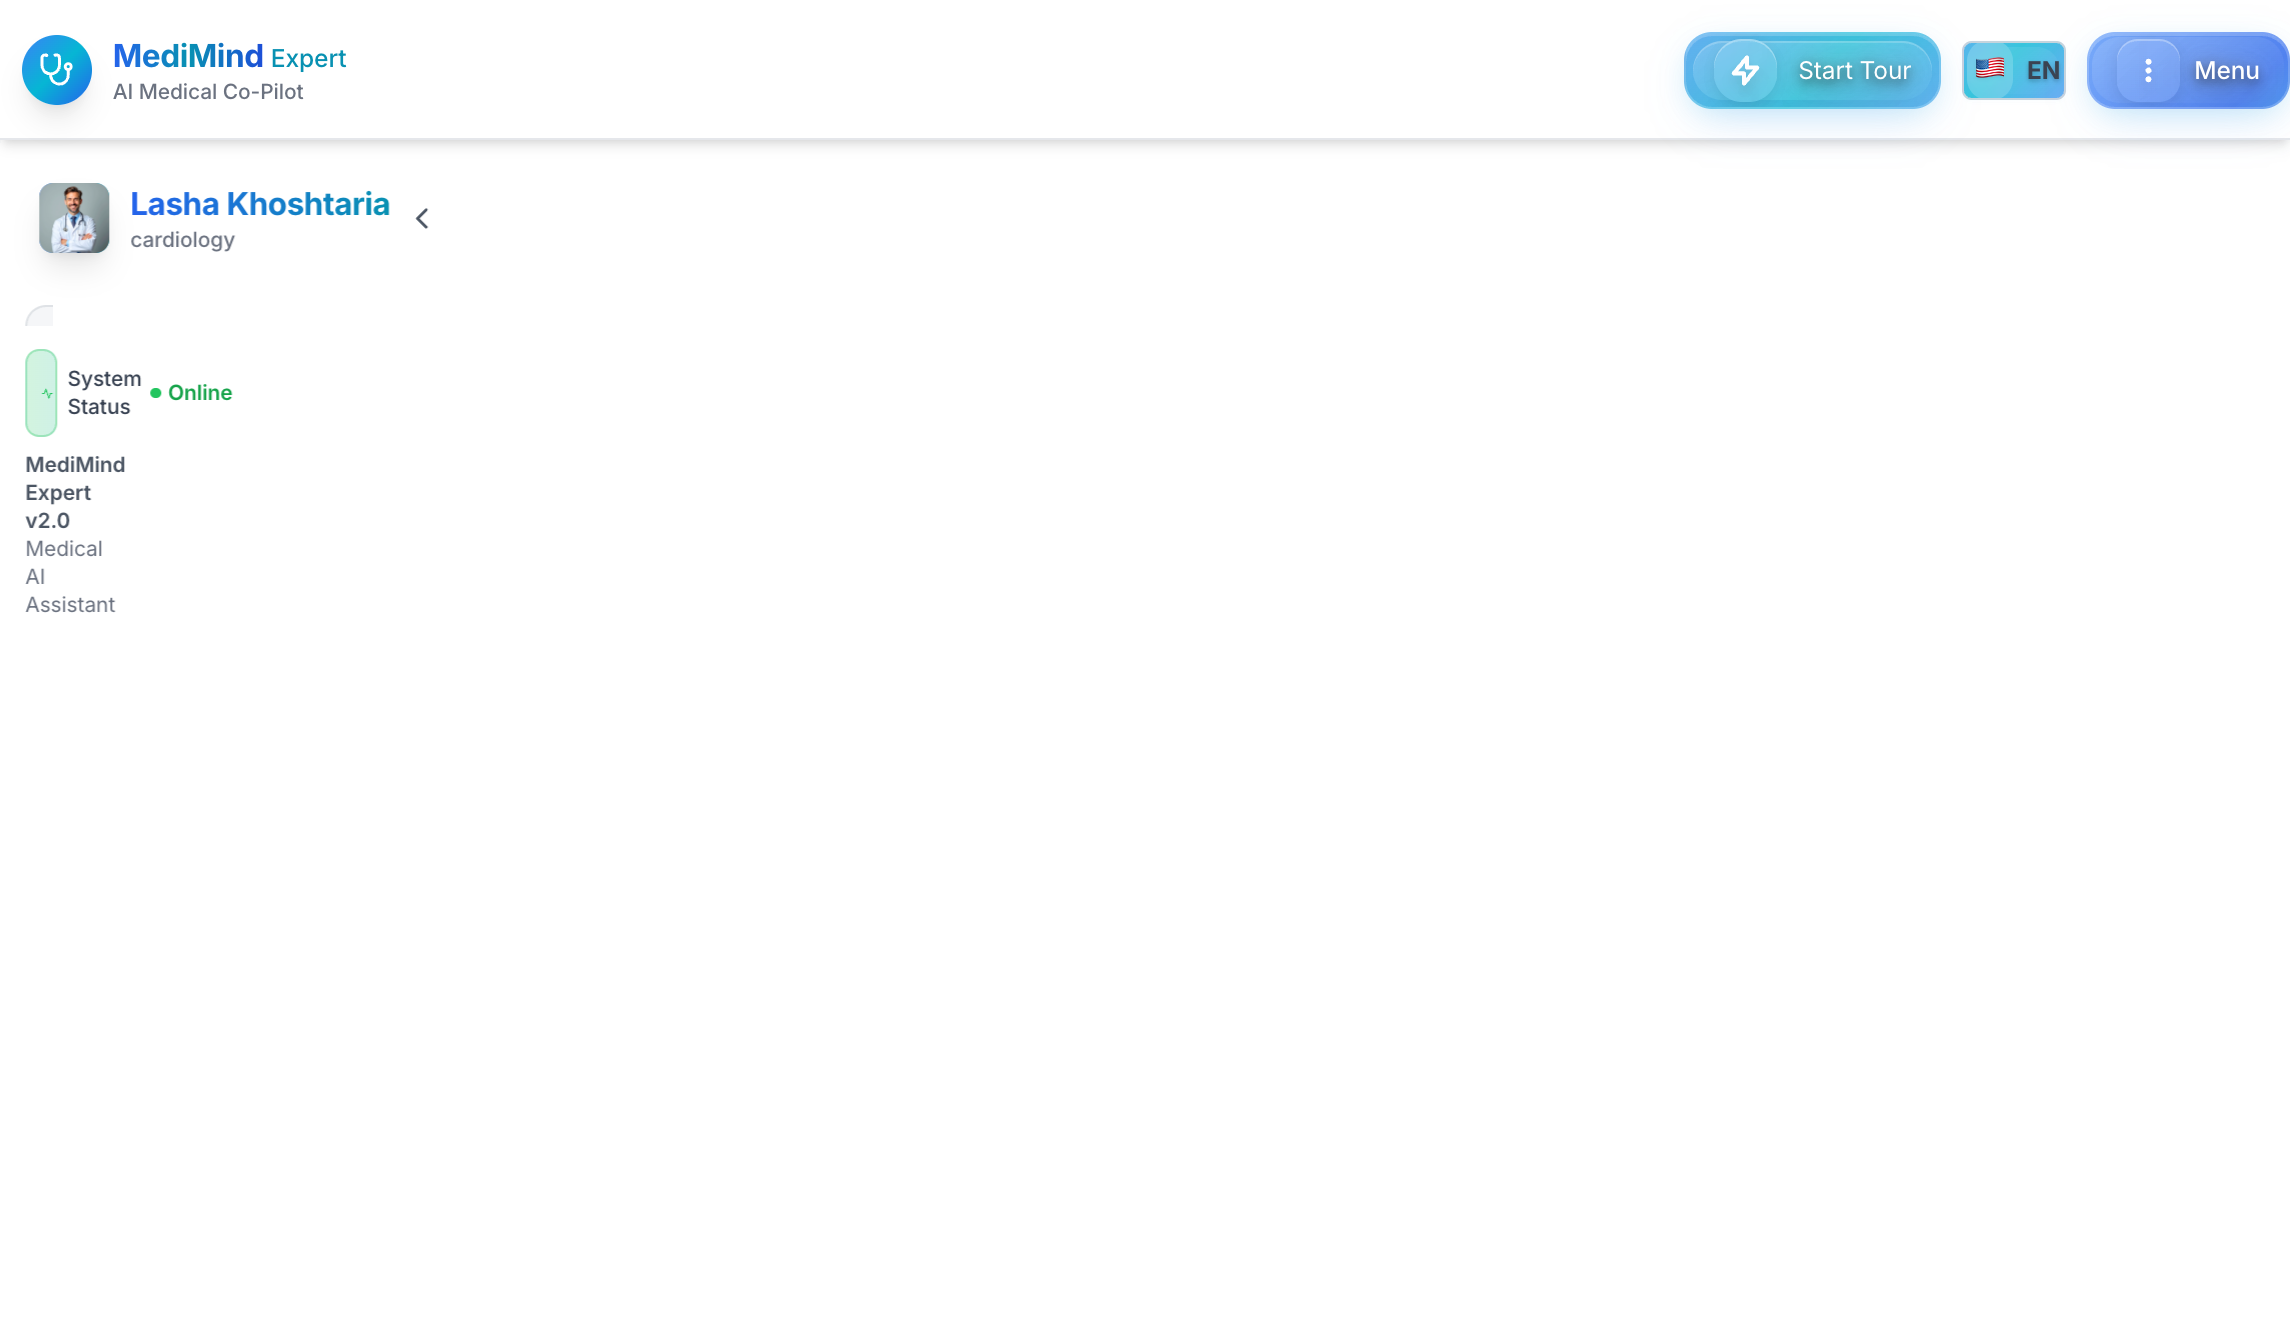 MediMind Expert
AI Medical Co-Pilot
Start Tour
EN
Menu
Lasha Khoshtaria
cardiology
System
Status
Online
MediMind
Expert
v2.0
Medical
AI
Assistant